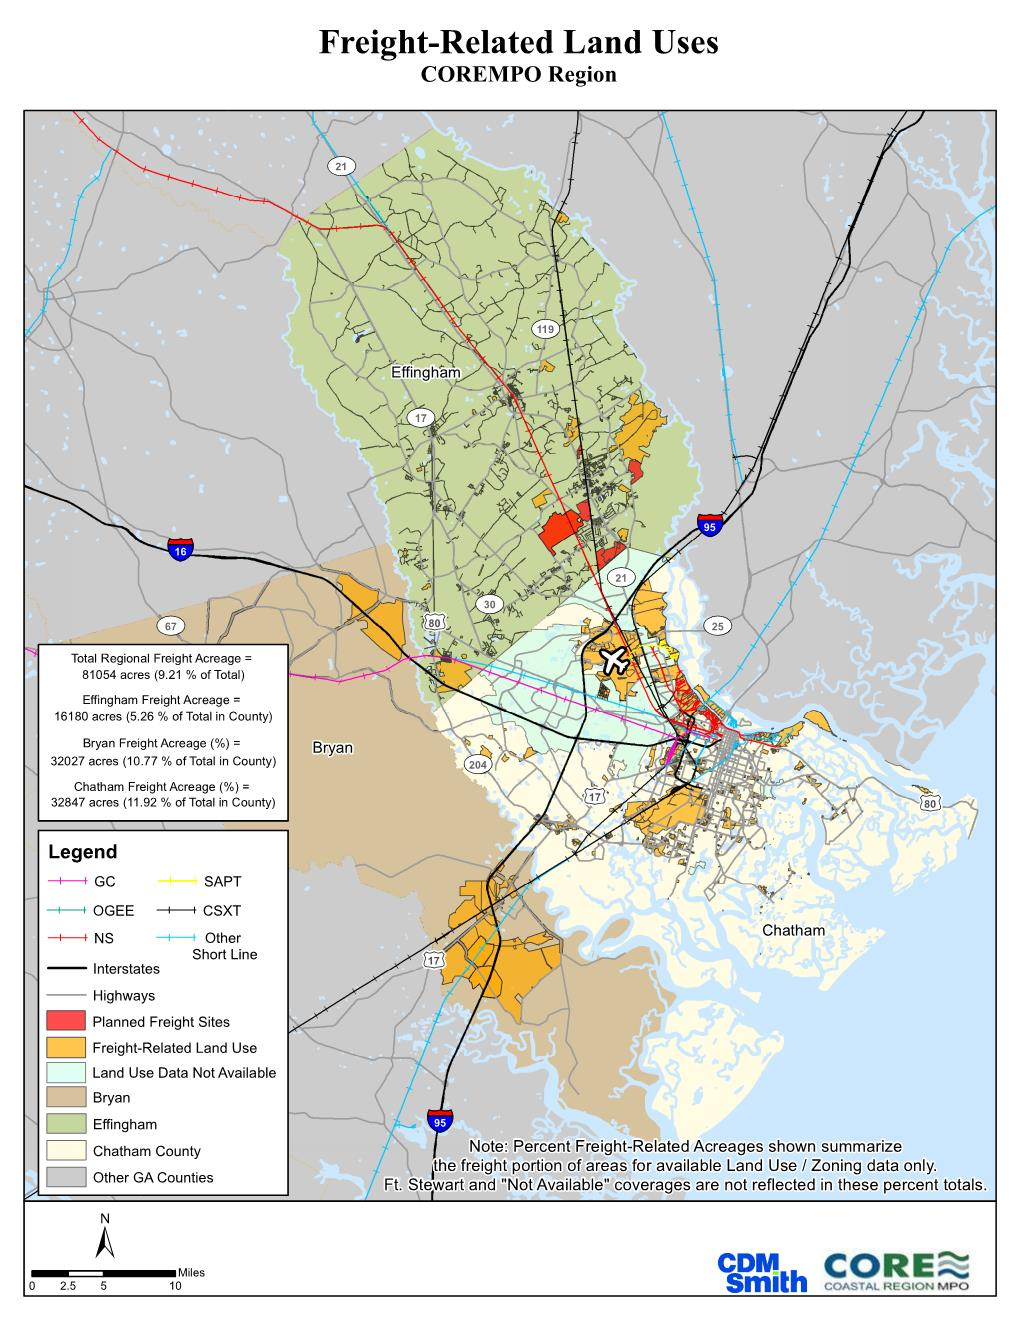 Freight-Related Land Uses
COREMPO Region
21
119
Effingham
17
95
16
21
30
80
67
25
Total Regional Freight Acreage =
81054 acres (9.21 % of Total)
Effingham Freight Acreage =
16180 acres (5.26 % of Total in County)
Bryan Freight Acreage (%) =
32027 acres (10.77 % of Total in County)
Chatham Freight Acreage (%) =
32847 acres (11.92 % of Total in County)
Bryan
204
17
80
Chatham
17
95
Legend
GC
SAPT
OGEE
CSXT
NS
Other
Short Line
Interstates
Highways
Planned Freight Sites
Freight-Related Land Use
Land Use Data Not Available
Bryan
Effingham
Chatham County
Other GA Counties
Note: Percent Freight-Related Acreages shown summarize
the freight portion of areas for available Land Use / Zoning data only.
Ft. Stewart and "Not Available" coverages are not reflected in these percent totals.
N
Miles
0 2.5 5 10
CDM
Smith
CORE
COASTAL REGION MPO